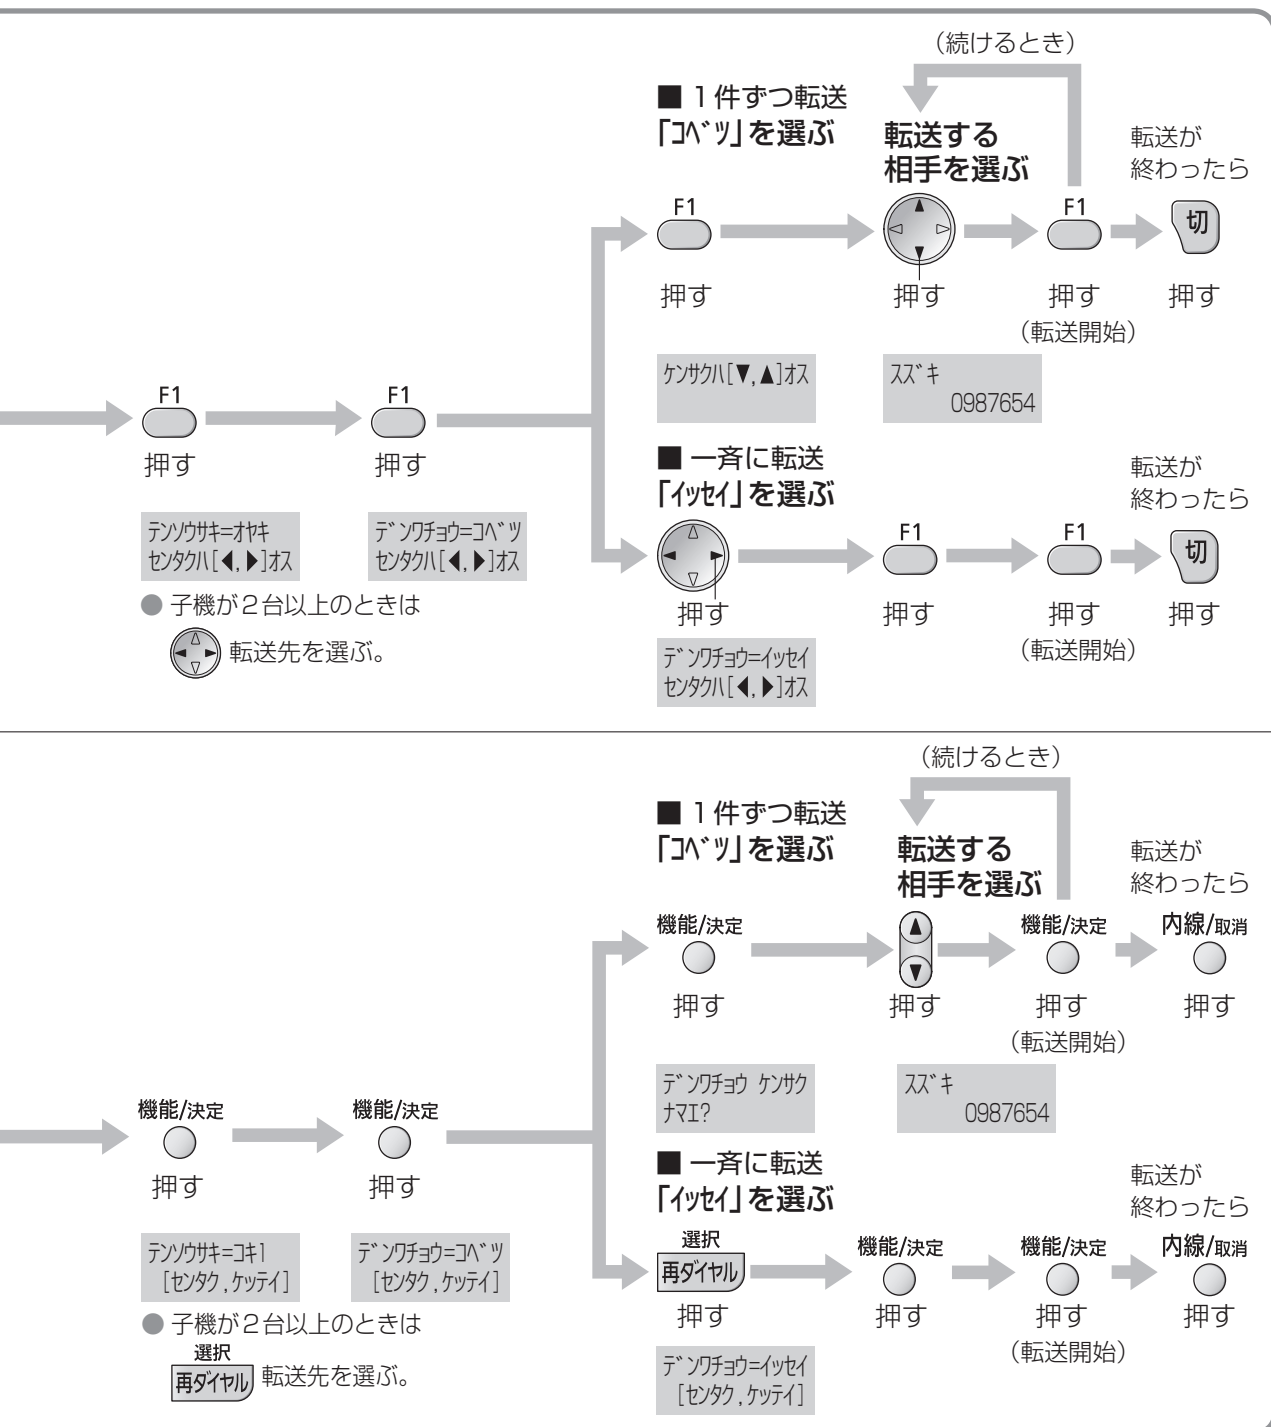 (続けるとき)
■ 1件ずつ転送
「ｺﾍﾞﾂ」を選ぶ
転送する
相手を選ぶ
転送が
終わったら
F1
F1
切
押す
押す
押す
押す
(転送開始)
ｹﾝｻｸﾊ[▼,▲]ｵｽ
ｽｽﾞｷ
0987654
F1
F1
押す
押す
ﾃﾝｿｳｻｷ=ｵﾔｷ
ｾﾝﾀｸﾊ[◀,▶]ｵｽ
ﾃﾞﾝﾜﾁｮｳ=ｺﾍﾞﾂ
ｾﾝﾀｸﾊ[◀,▶]ｵｽ
● 子機が2台以上のときは
転送先を選ぶ。
■ 一斉に転送
「ｲｯｾｲ」を選ぶ
転送が
終わったら
F1
F1
切
押す
押す
押す
押す
(転送開始)
ﾃﾞﾝﾜﾁｮｳ=ｲｯｾｲ
ｾﾝﾀｸﾊ[◀,▶]ｵｽ
(続けるとき)
■ 1件ずつ転送
「ｺﾍﾞﾂ」を選ぶ
転送する
相手を選ぶ
転送が
終わったら
機能/決定
機能/決定
内線/取消
押す
押す
押す
押す
(転送開始)
ﾃﾞﾝﾜﾁｮｳ ｹﾝｻｸ
ﾅﾏｴ?
ｽｽﾞｷ
0987654
機能/決定
機能/決定
押す
押す
ﾃﾝｿｳｻｷ=ｺｷ1
[ｾﾝﾀｸ,ｹｯﾃｲ]
ﾃﾞﾝﾜﾁｮｳ=ｺﾍﾞﾂ
[ｾﾝﾀｸ,ｹｯﾃｲ]
● 子機が2台以上のときは
選択
再ダイヤル 転送先を選ぶ。
■ 一斉に転送
「ｲｯｾｲ」を選ぶ
転送が
終わったら
選択
再ダイヤル
機能/決定
機能/決定
内線/取消
押す
押す
押す
押す
(転送開始)
ﾃﾞﾝﾜﾁｮｳ=ｲｯｾｲ
[ｾﾝﾀｸ,ｹｯﾃｲ]